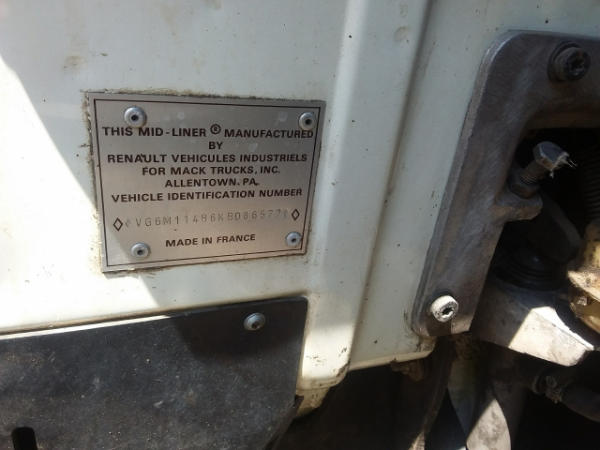 THIS MID-LINER ® MANUFACTURED
BY
RENAULT VEHICULES INDUSTRIELS
FOR MACK TRUCKS, INC.
ALLENTOWN, PA.
VEHICLE IDENTIFICATION NUMBER
MADE IN FRANCE